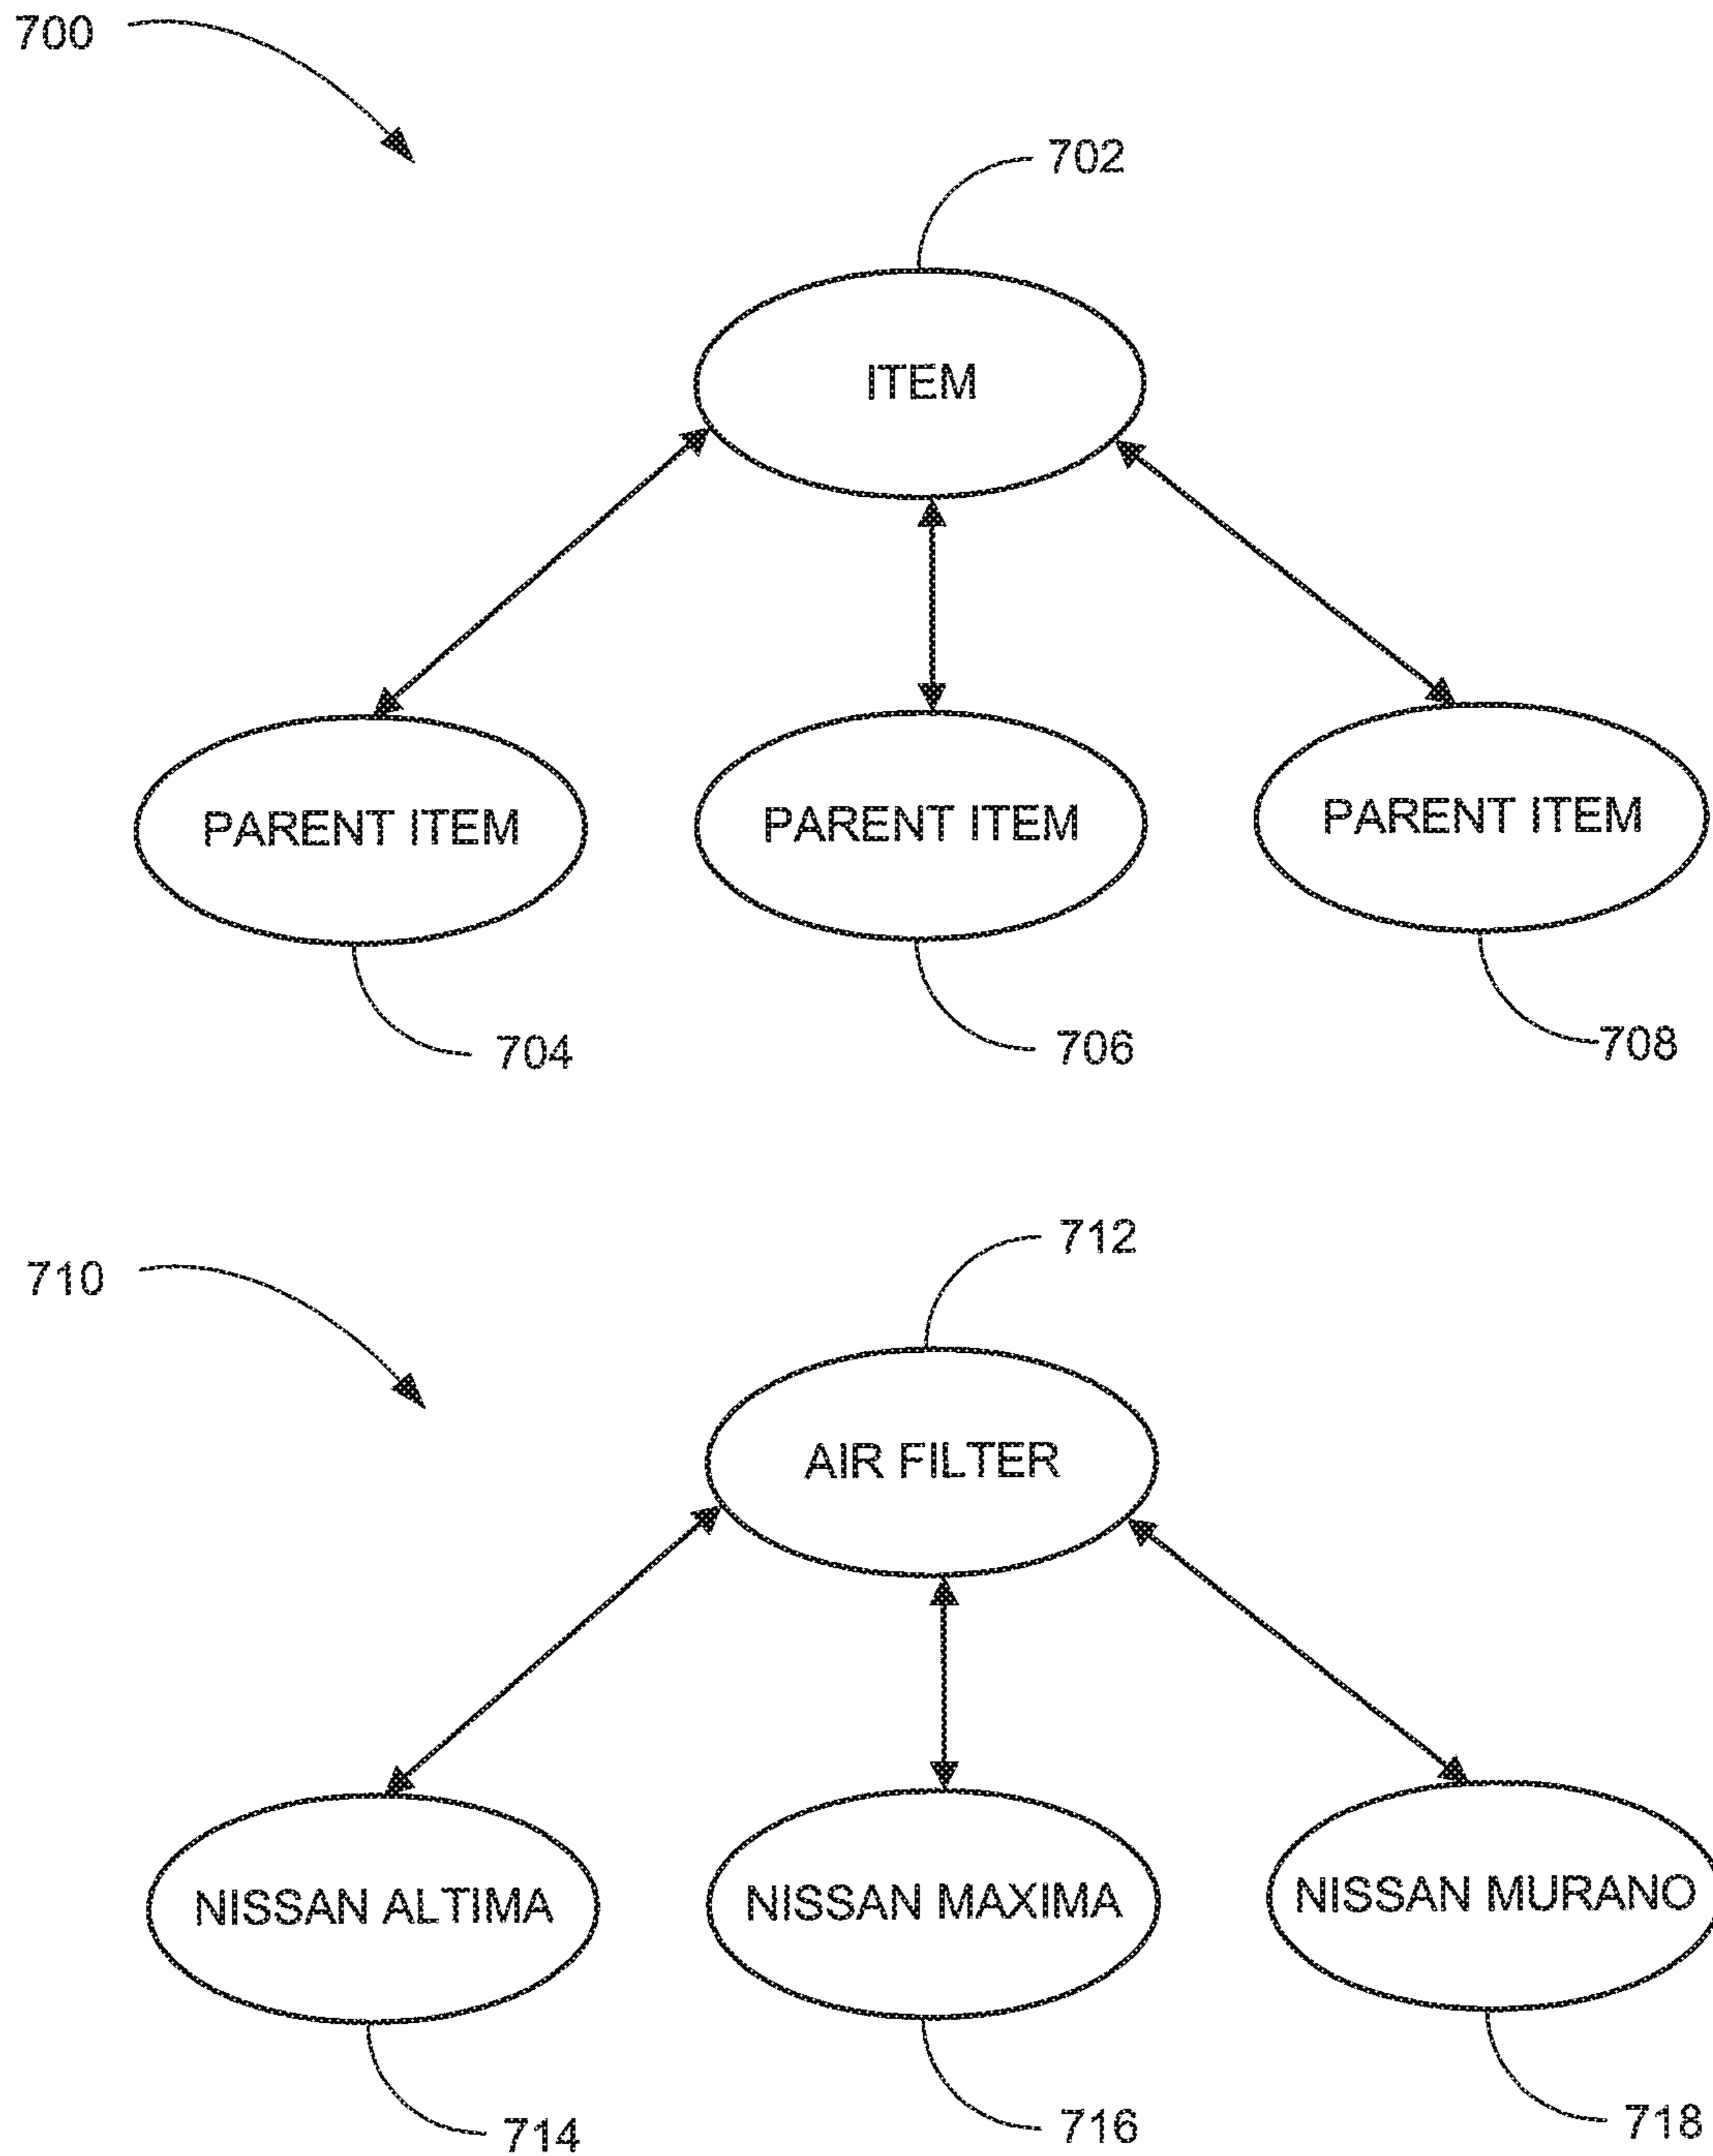 700
702
ITEM
PARENT ITEM
PARENT ITEM
PARENT ITEM
704
706
708
710
712
AIR FILTER
NISSAN ALTIMA
NISSAN MAXIMA
NISSAN MURANO
714
716
718